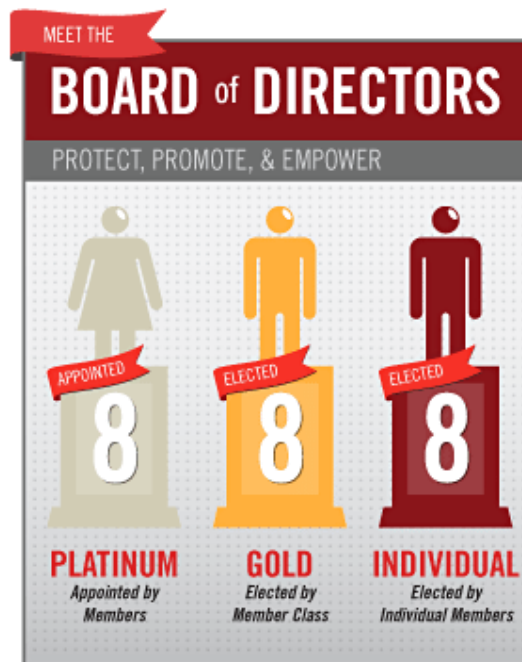 MEET THE
BOARD of DIRECTORS
PROTECT, PROMOTE, & EMPOWER
APPOINTED
8
PLATINUM
Appointed by
Members
ELECTED
8
GOLD
Elected by
Member Class
ELECTED
8
INDIVIDUAL
Elected by
Individual Members